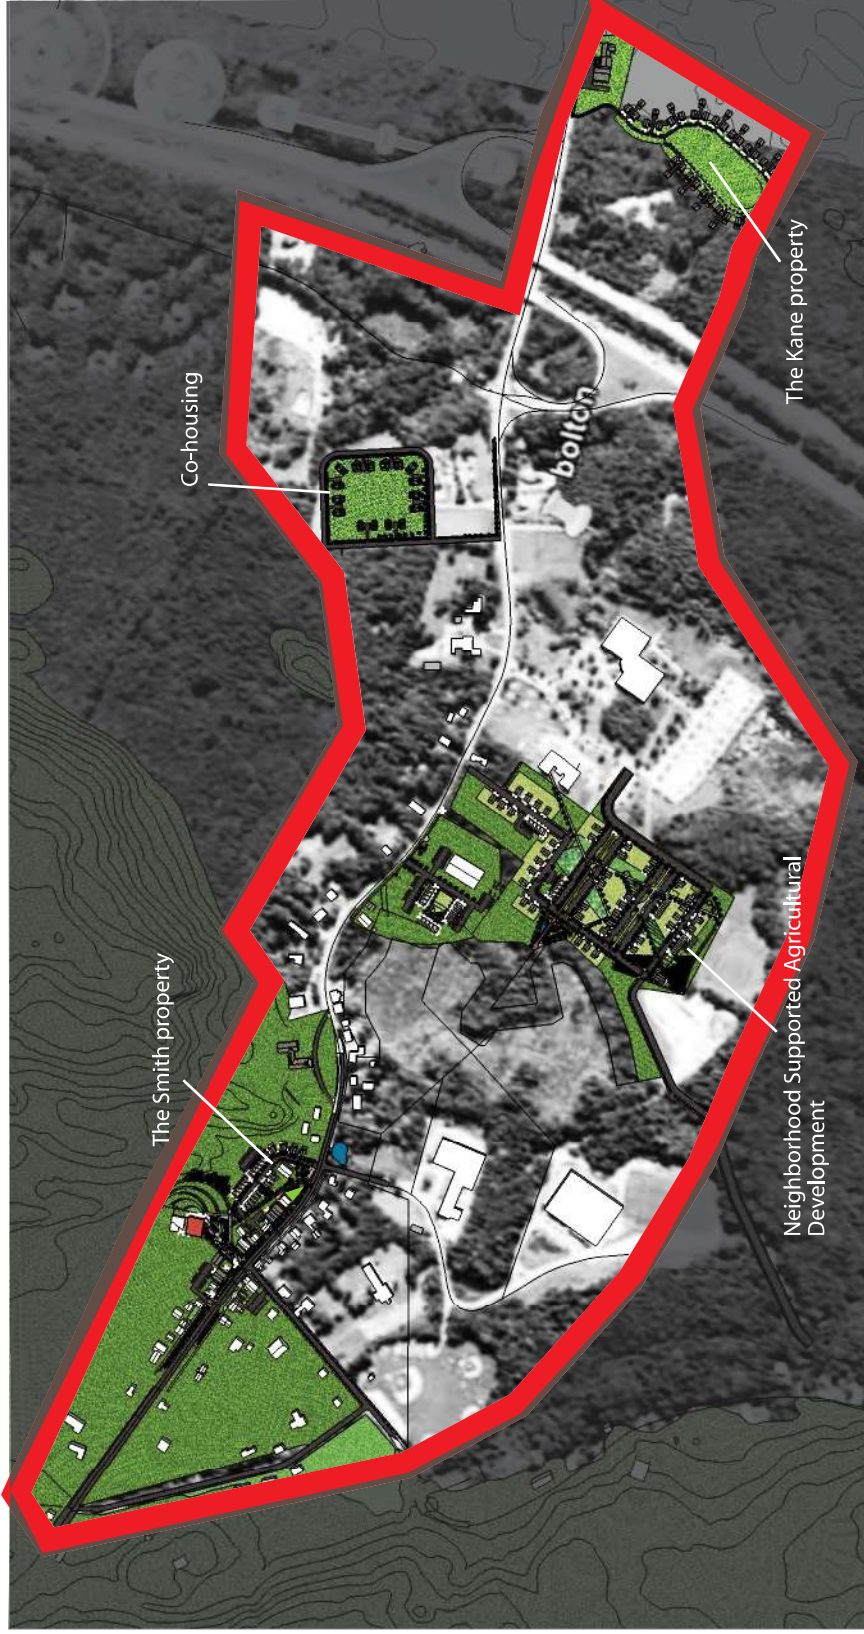 The Smith property
Co-housing
bolton
Neighborhood Supported Agricultural
Development
The Kane property